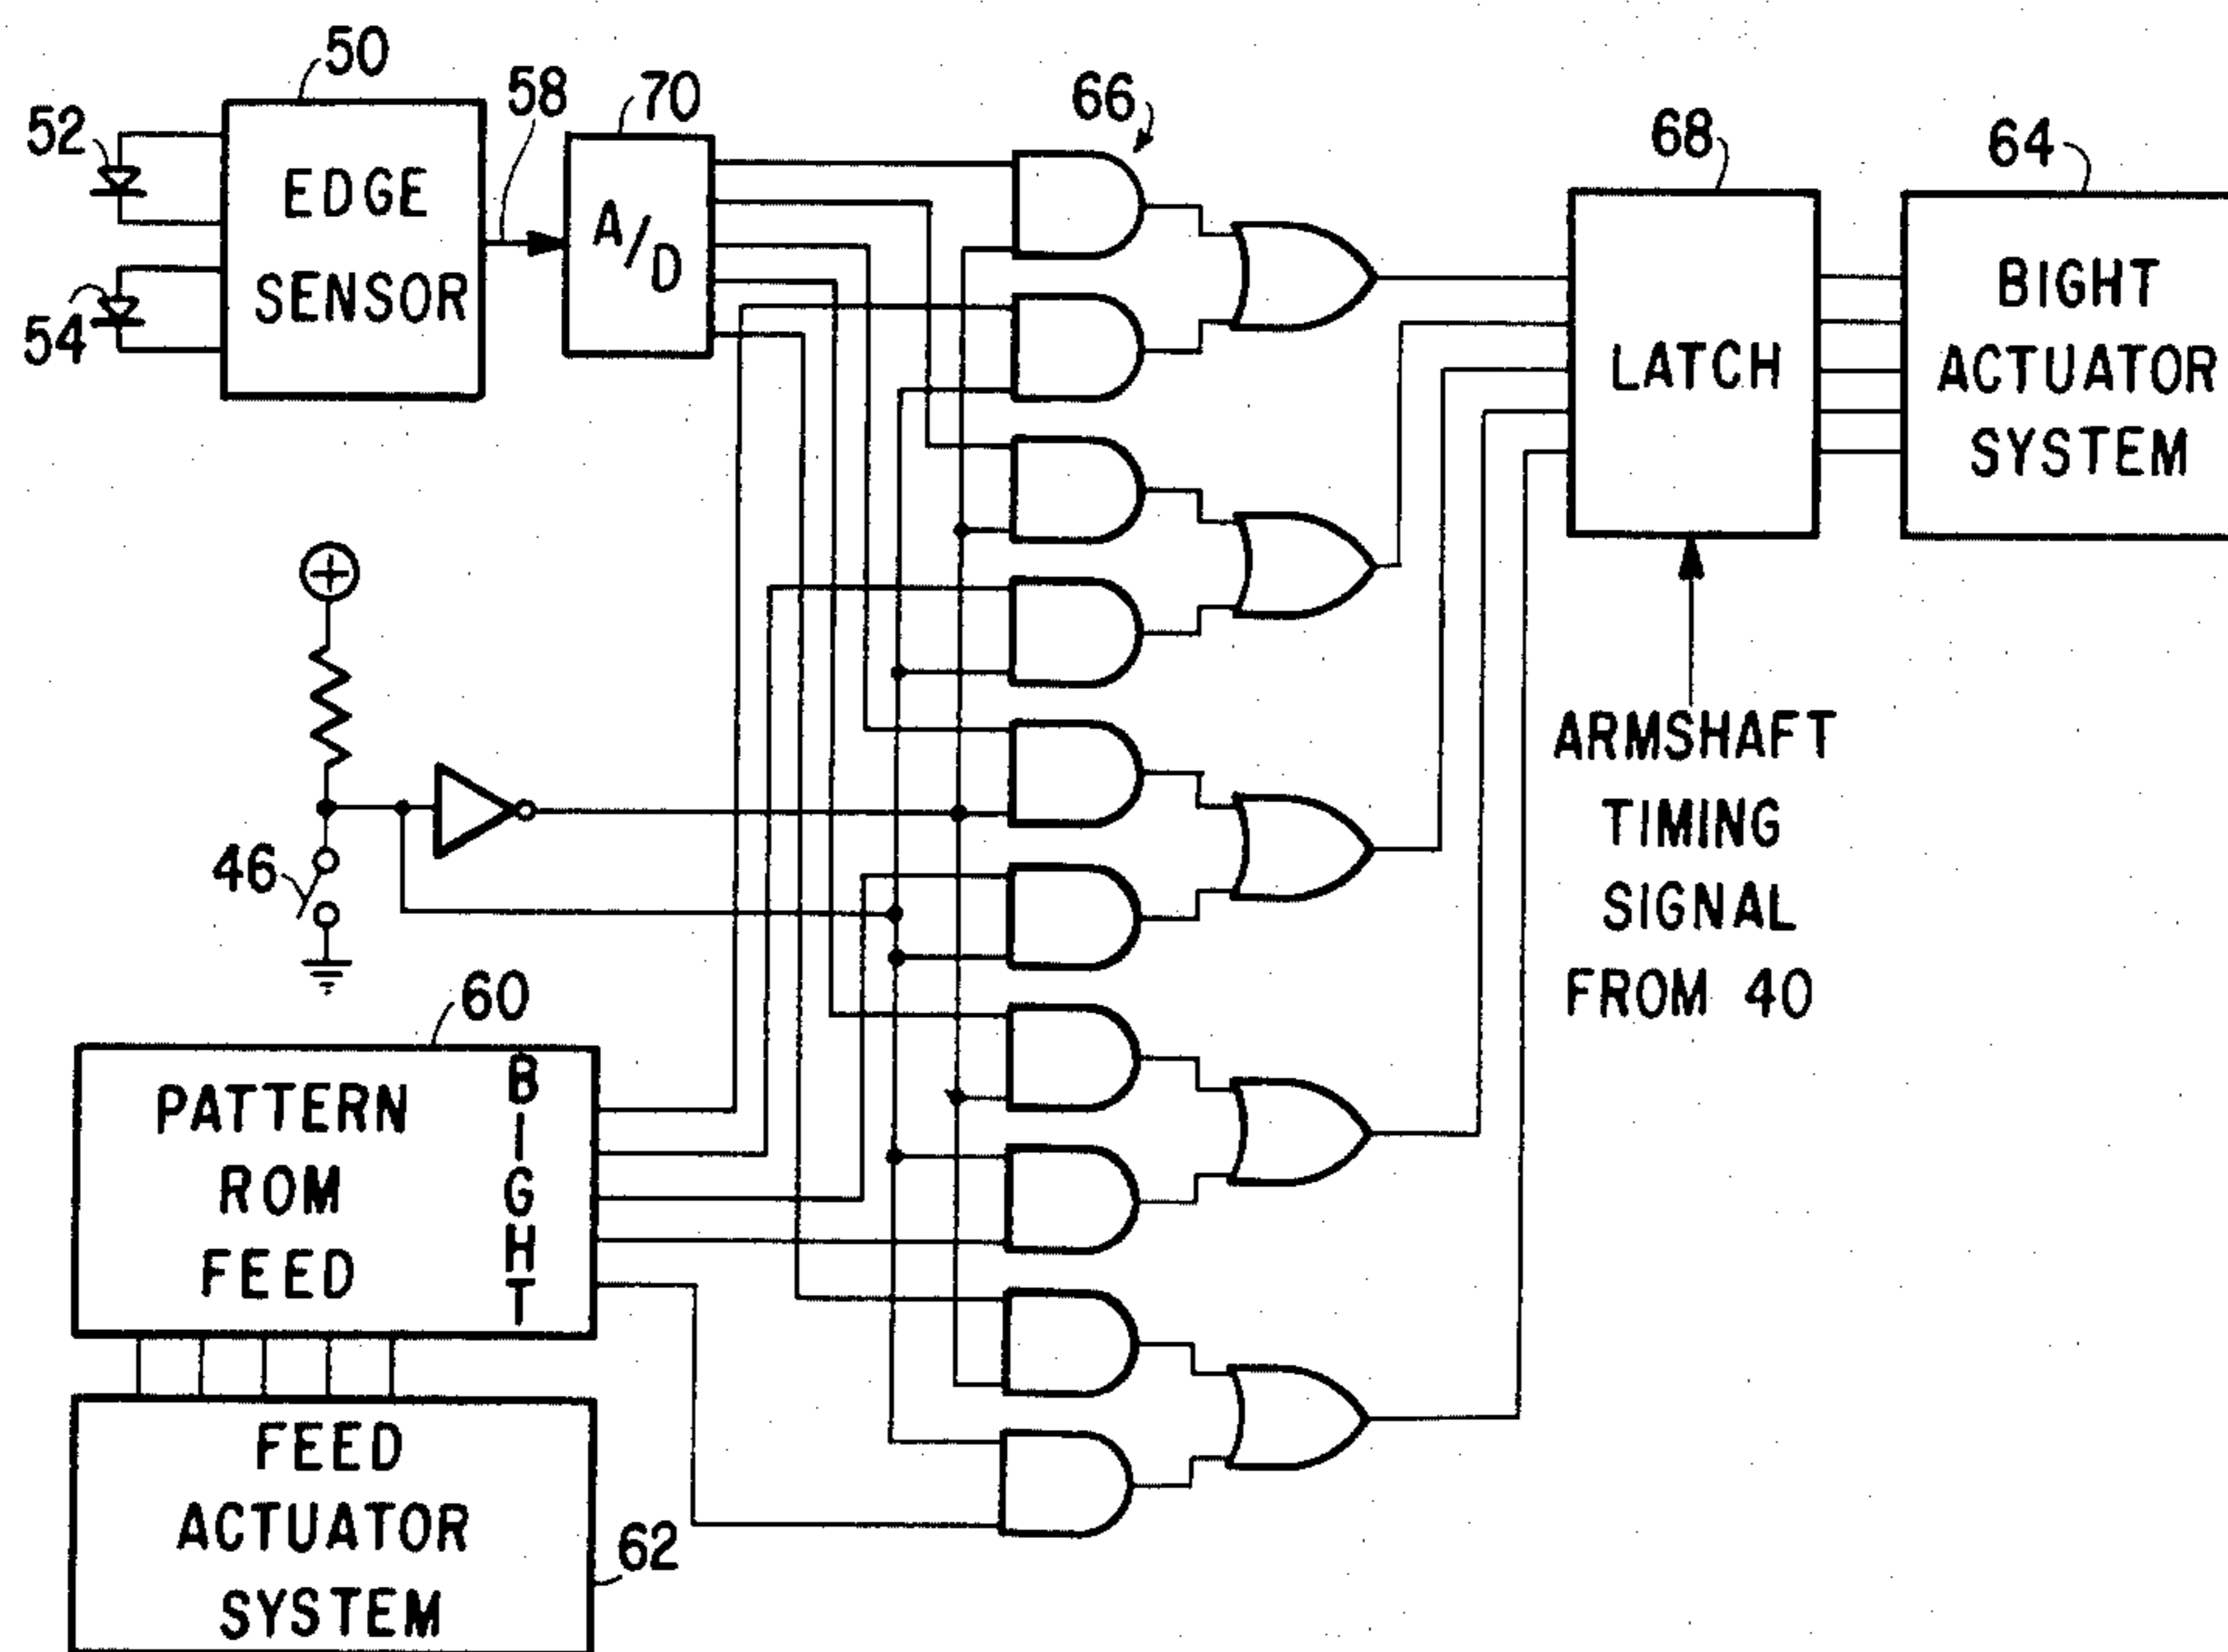 50
58
70
66
52
68
64
EDGE
SENSOR
A/D
54
LATCH
BIGHT
ACTUATOR
SYSTEM
46
ARMSHAFT
TIMING
SIGNAL
FROM 40
60
PATTERN
ROM
FEED
BIGHT
FEED
ACTUATOR
SYSTEM
62